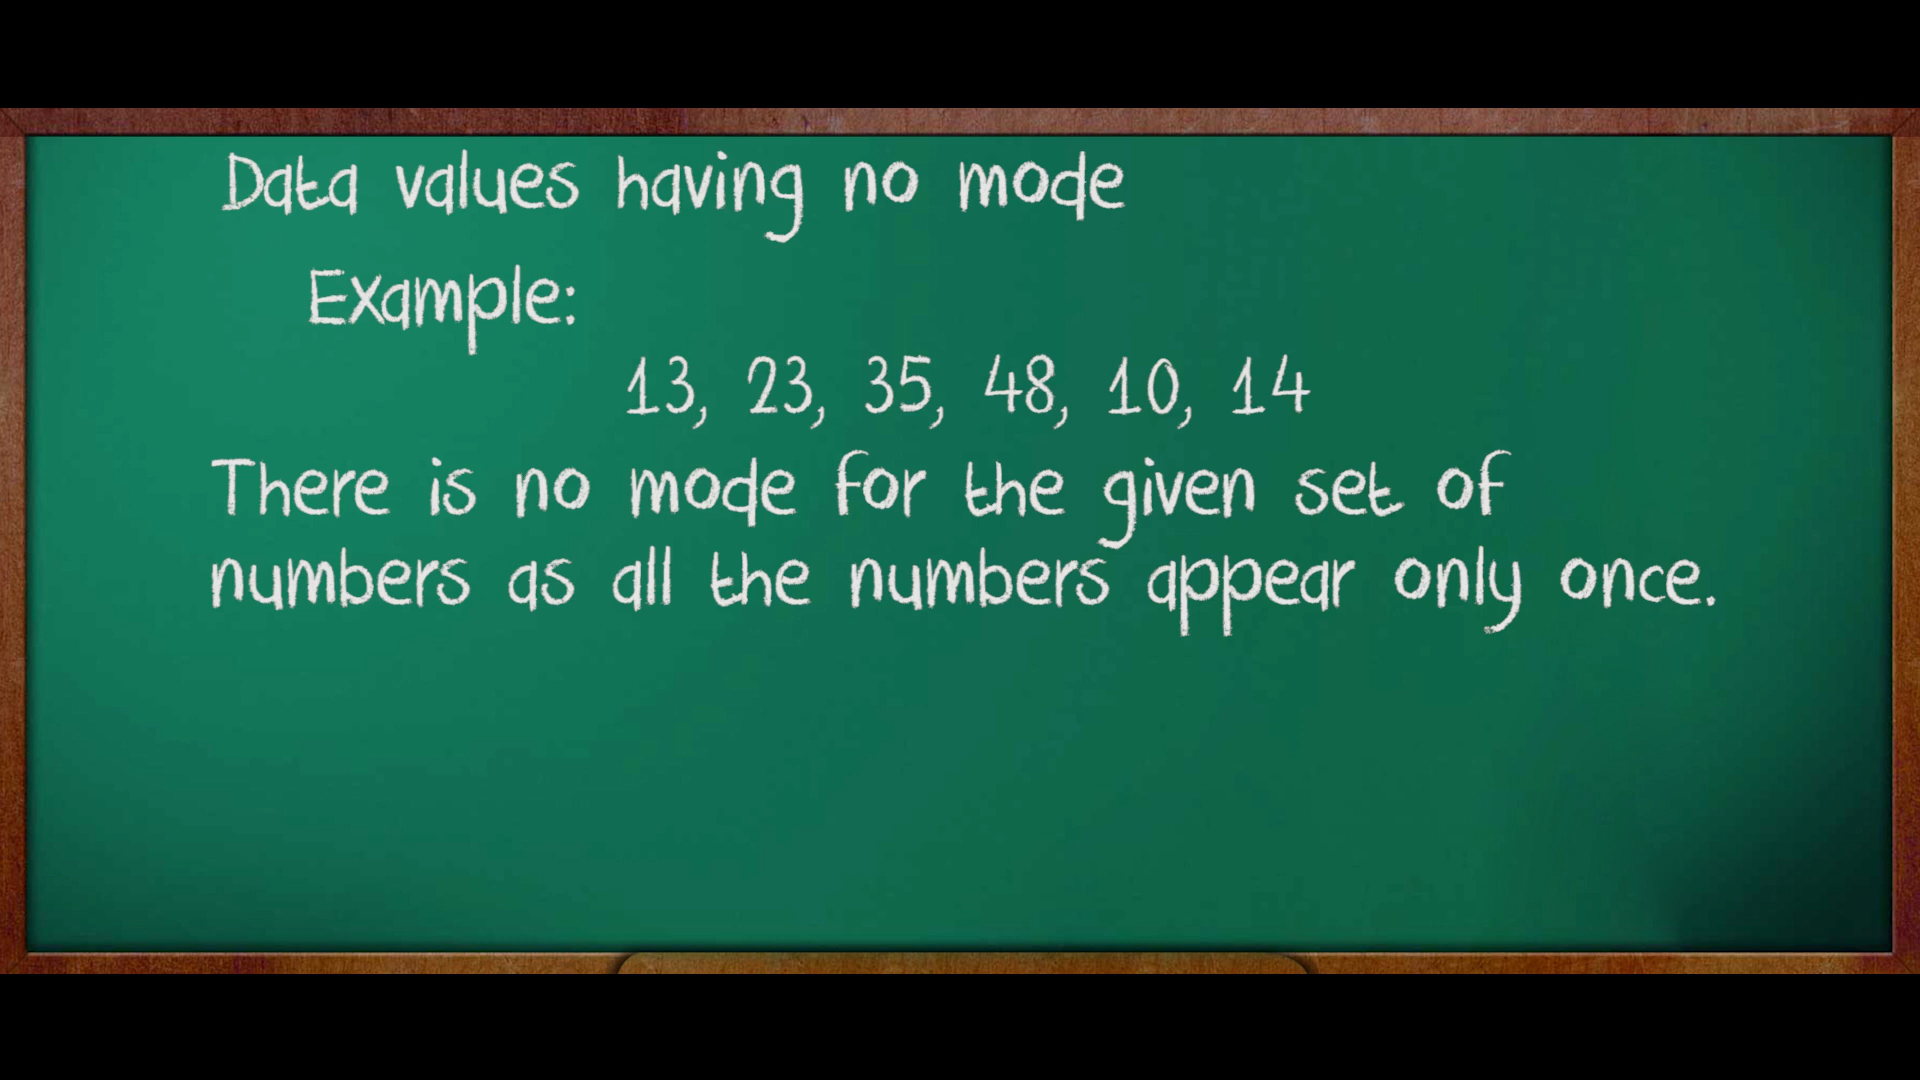 Data values having no mode
Example:
13, 23, 35, 48, 10, 14
There is no mode for the given set of
numbers as all the numbers appear only once.